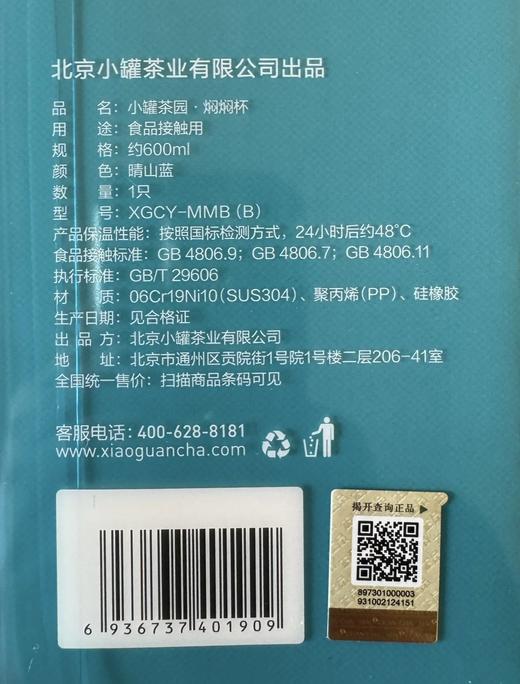 北京小罐茶业有限公司出品
品 名：小罐茶园·焖焖杯
用 途：食品接触用
规 格：约600ml
颜 色：晴山蓝
数 量：1只
型 号：XGCY-MMB（B）
产品保温性能：按照国标检测方式，24小时后约48℃
食品接触标准：GB 4806.9；GB 4806.7；GB 4806.11
执行标准：GB/T 29606
材 质：06Cr19Ni10(SUS304)、聚丙烯(PP)、硅橡胶
生产日期：见合格证
出 品 方：北京小罐茶业有限公司
地 址：北京市通州区贡院街1号院1号楼二层206-41室
全国统一售价：扫描商品条码可见
客服电话：400-628-8181
www.xiaoguancha.com
6 936737 401909
揭开查询正品
897301000003
931002124151